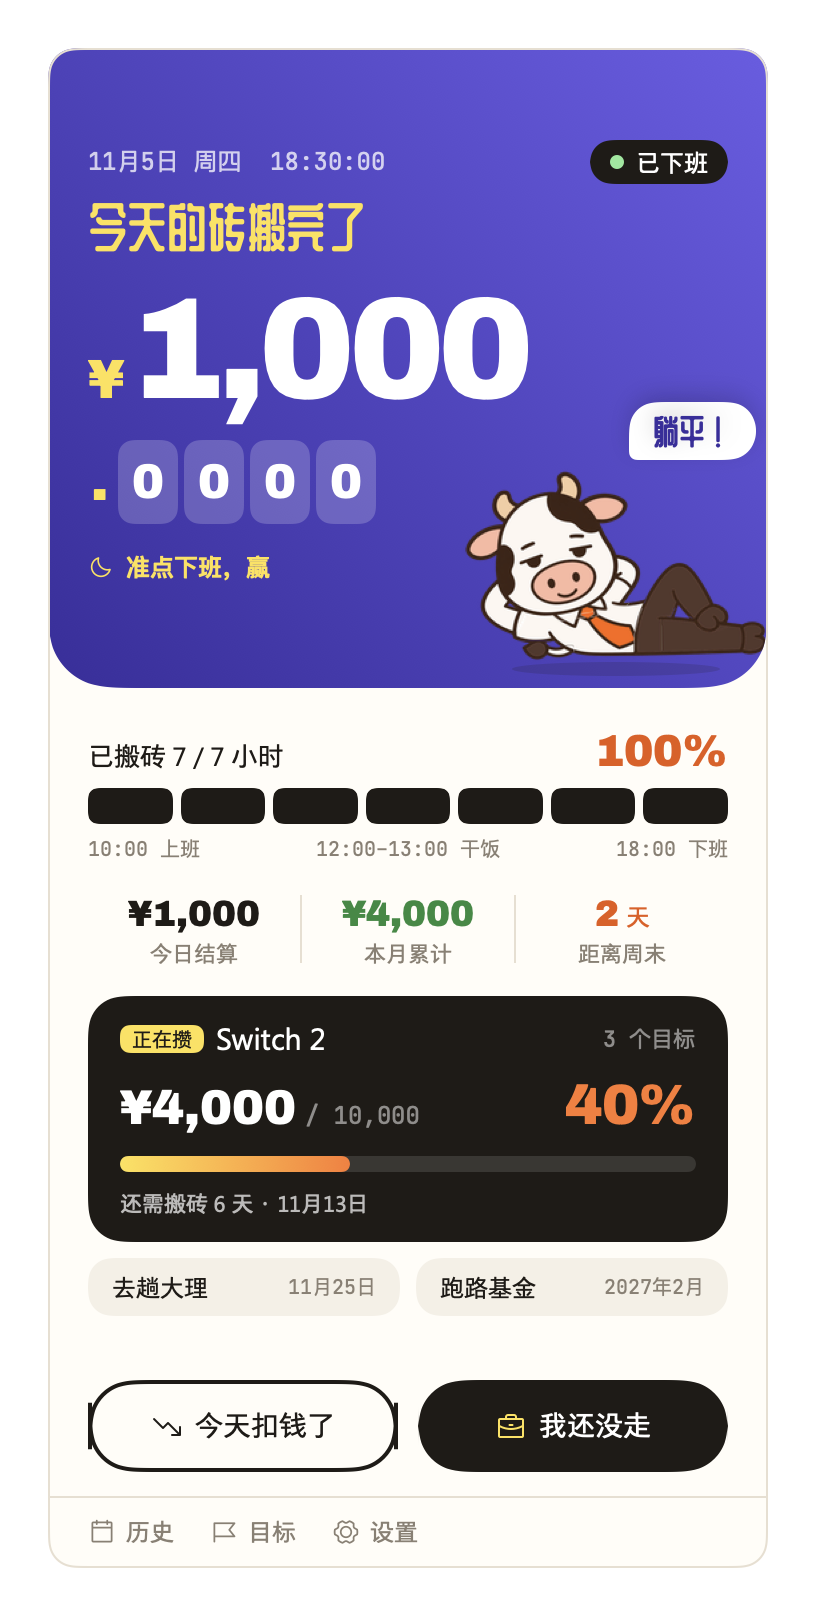 11月5日 周四 18:30:00
已下班
今天的砖搬完了
¥1,000
.0000
躺平！
准点下班，赢
已搬砖 7 / 7 小时
100%
10:00 上班
12:00-13:00 干饭
18:00 下班
¥1,000
¥4,000
2 天
今日结算
本月累计
距离周末
正在攒 Switch 2
3 个目标
¥4,000 / 10,000
40%
还需搬砖 6 天 · 11月13日
去趟大理 11月25日
跑路基金 2027年2月
今天扣钱了
我还没走
历史
目标
设置